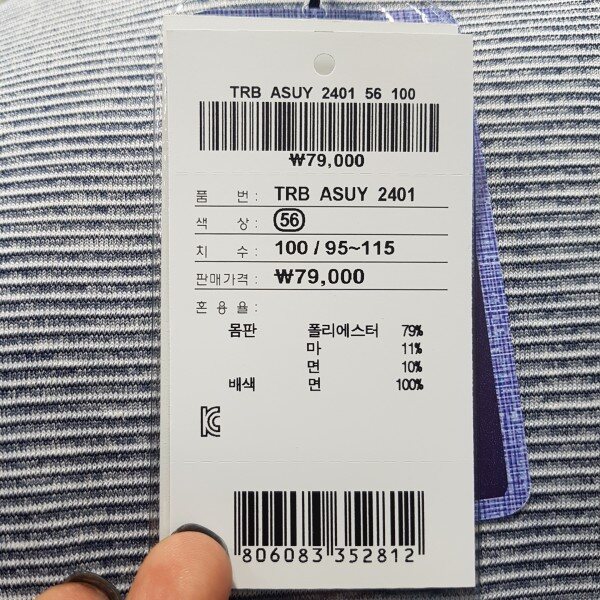 TRB ASUY 2401 56 100
₩79,000
품 번 : TRB ASUY 2401
색 상 : 56
치 수 : 100 / 95~115
판매가격 : ₩79,000
혼 용 율 :
몸판 폴리에스터 79%
마 11%
면 10%
배색 면 100%
KC
806083 352812